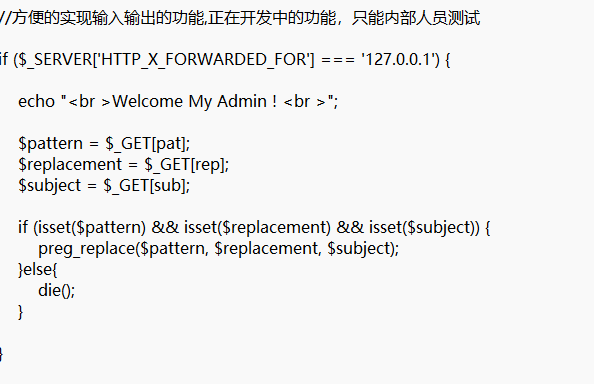 //方便的实现输入输出的功能,正在开发中的功能，只能内部人员测试
if ($_SERVER['HTTP_X_FORWARDED_FOR'] === '127.0.0.1') {
echo "<br >Welcome My Admin ! <br >";
$pattern = $_GET[pat];
$replacement = $_GET[rep];
$subject = $_GET[sub];
if (isset($pattern) && isset($replacement) && isset($subject)) {
preg_replace($pattern, $replacement, $subject);
}else{
die();
}
}